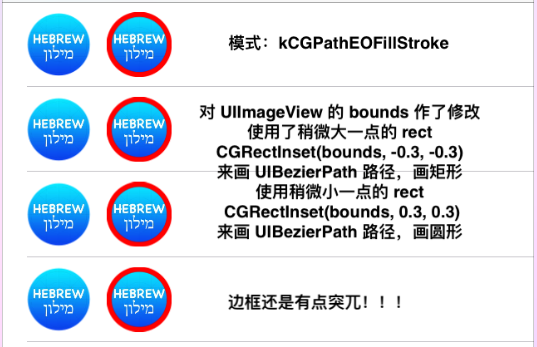 HEBREW
מילון
HEBREW
מילון
模式：kCGPathEOFillStroke
HEBREW
מילון
HEBREW
מילון
对 UIImageView 的 bounds 作了修改
使用了稍微大一点的 rect
CGRectInset(bounds, -0.3, -0.3)
来画 UIBezierPath 路径，画矩形
HEBREW
מילון
HEBREW
מילון
使用稍微小一点的 rect
CGRectInset(bounds, 0.3, 0.3)
来画 UIBezierPath 路径，画圆形
HEBREW
מילון
HEBREW
מילון
边框还是有点突兀！！！